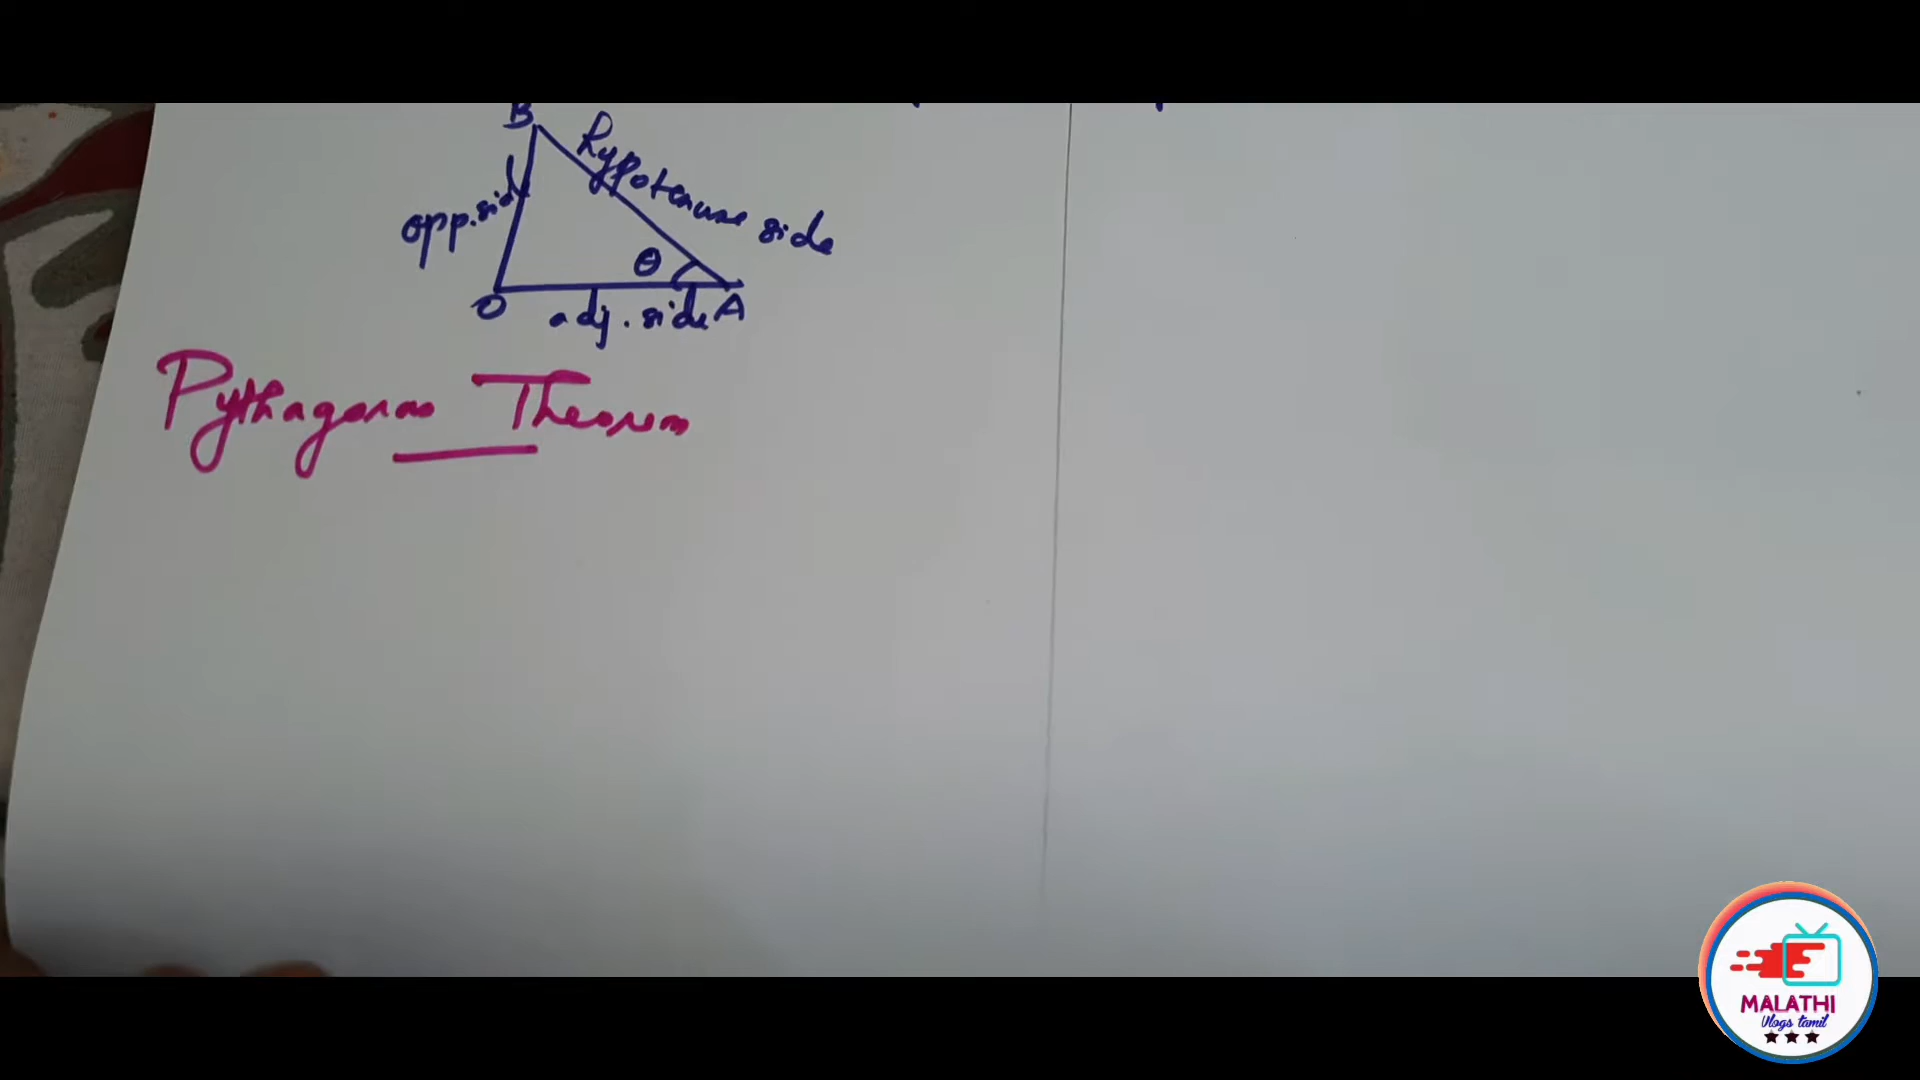 B
hypotenuse side
opp. side
θ
O
adj. side
A
Pythagoras Theorem
MALATHI
Vlogs tamil